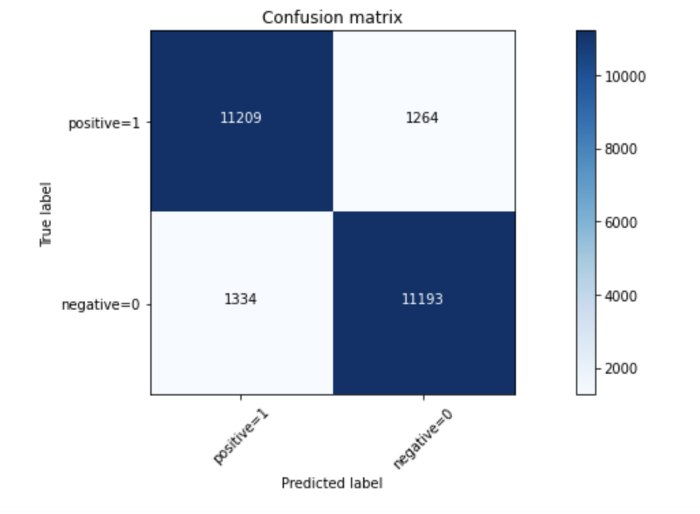 Confusion matrix
positive=1
11209
1264
negative=0
1334
11193
True label
positive=1
negative=0
Predicted label
10000
8000
6000
4000
2000